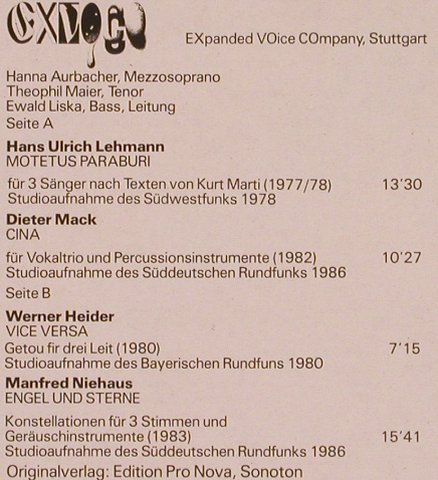 EXVOCO
EXpanded VOice COmpany, Stuttgart
Hanna Aurbacher, Mezzosoprano
Theophil Maier, Tenor
Ewald Liska, Bass, Leitung
Seite A
Hans Ulrich Lehmann
MOTETUS PARABURI
für 3 Sänger nach Texten von Kurt Marti (1977/78) 13'30
Studioaufnahme des Südwestfunks 1978
Dieter Mack
CINA
für Vokaltrio und Percussionsinstrumente (1982) 10'27
Studioaufnahme des Süddeutschen Rundfunks 1986
Seite B
Werner Heider
VICE VERSA
Getou fir drei Leit (1980) 7'15
Studioaufnahme des Bayerischen Rundfuns 1980
Manfred Niehaus
ENGEL UND STERNE
Konstellationen für 3 Stimmen und
Geräuschinstrumente (1983) 15'41
Studioaufnahme des Süddeutschen Rundfunks 1986
Originalverlag: Edition Pro Nova, Sonoton